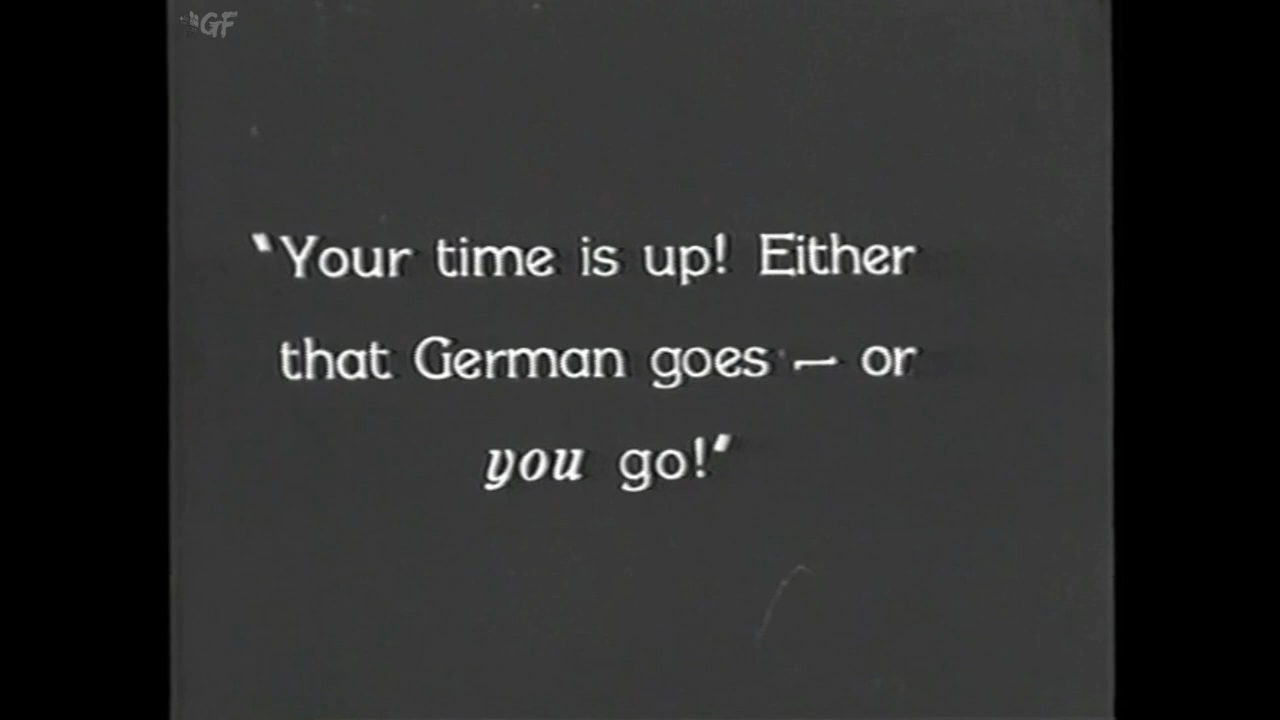 GF
"Your time is up! Either
that German goes — or
you go!"